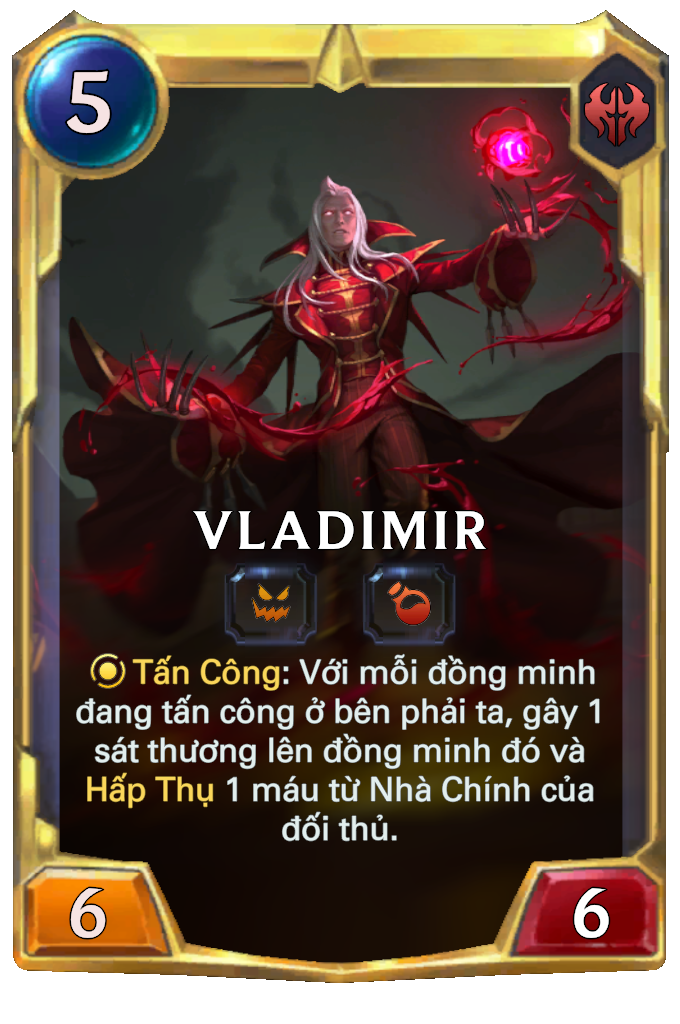 5
VLADIMIR
Tấn Công: Với mỗi đồng minh
đang tấn công ở bên phải ta, gây 1
sát thương lên đồng minh đó và
Hấp Thụ 1 máu từ Nhà Chính của
đối thủ.
6
6